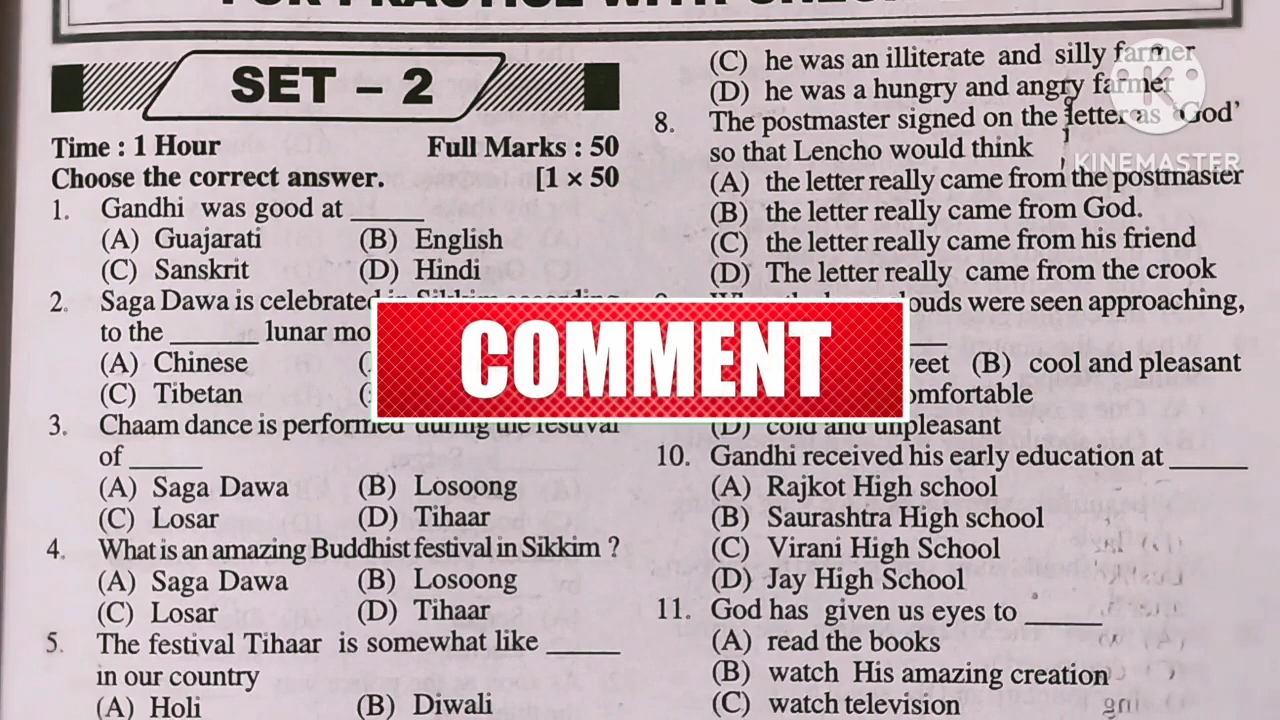 SET – 2
Time : 1 Hour Full Marks : 50
Choose the correct answer. [1 × 50
1. Gandhi was good at ______
(A) Guajarati (B) English
(C) Sanskrit (D) Hindi
2. Saga Dawa is celebrated in Sikkim according
to the ______ lunar
(A) Chinese
(C) Tibetan
3. Chaam dance is performed during the festival
of ______
(A) Saga Dawa (B) Losoong
(C) Losar (D) Tihaar
4. What is an amazing Buddhist festival in Sikkim ?
(A) Saga Dawa (B) Losoong
(C) Losar (D) Tihaar
5. The festival Tihaar is somewhat like ______
in our country
(A) Holi (B) Diwali
(C) he was an illiterate and silly farmer
(D) he was a hungry and angry farmer
8. The postmaster signed on the letter as ‘God’
so that Lencho would think
(A) the letter really came from the postmaster
(B) the letter really came from God.
(C) the letter really came from his friend
(D) The letter really came from the crook
clouds were seen approaching,
(B) cool and pleasant
(D) cold and unpleasant
10. Gandhi received his early education at ______
(A) Rajkot High school
(B) Saurashtra High school
(C) Virani High School
(D) Jay High School
11. God has given us eyes to ______
(A) read the books
(B) watch His amazing creation
(C) watch television
COMMENT
KINEMASTER